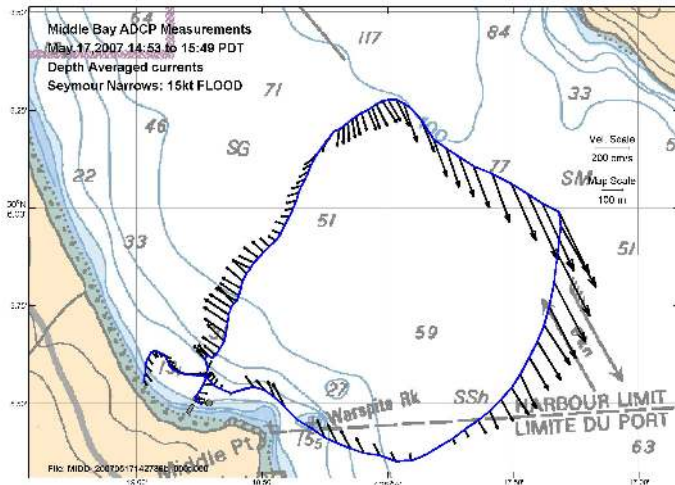 Middle Bay ADCP Measurements
May,17,2007 14:53 to 15:49 PDT
Depth Averaged currents
Seymour Narrows: 15kt FLOOD
64
117
84
71
33
46
SG
22
77
Vel. Scale
200 cm/s
SM
Map Scale
100 m
51
51
33
59
27
SSh
Warspite Rk
HARBOUR LIMIT
LIMITE DU PORT
15₅
Middle Pt
63